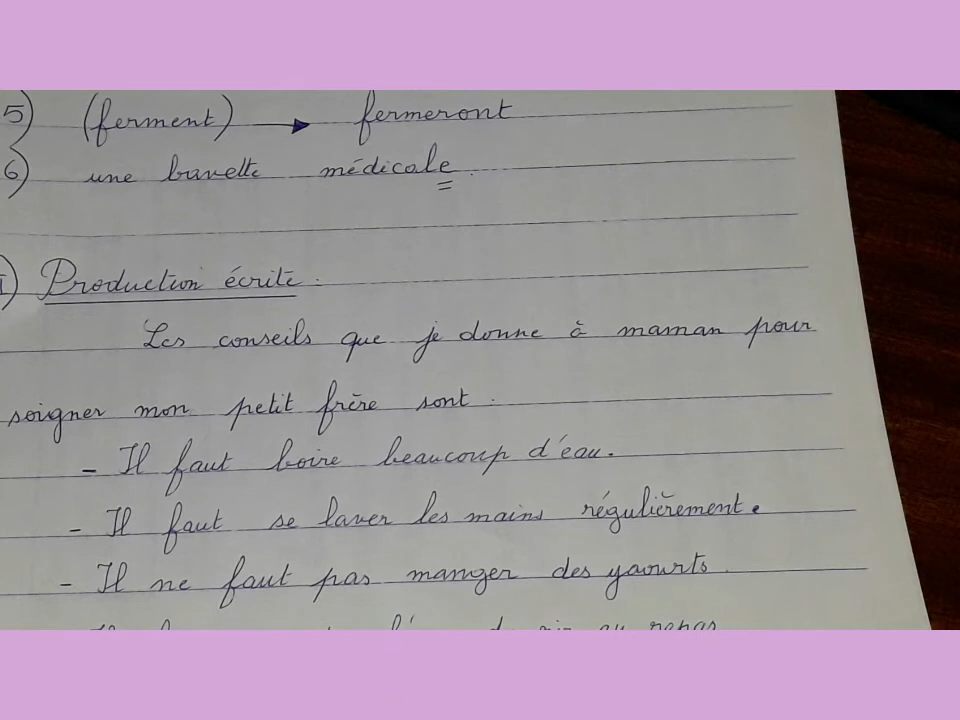 5) (ferment) → fermeront
6) une bavette médicale.
) Production écrite :
Les conseils que je donne à maman pour
soigner mon petit frère sont :
- Il faut boire beaucoup d'eau.
- Il faut se laver les mains régulièrement.
- Il ne faut pas manger des yaourts.